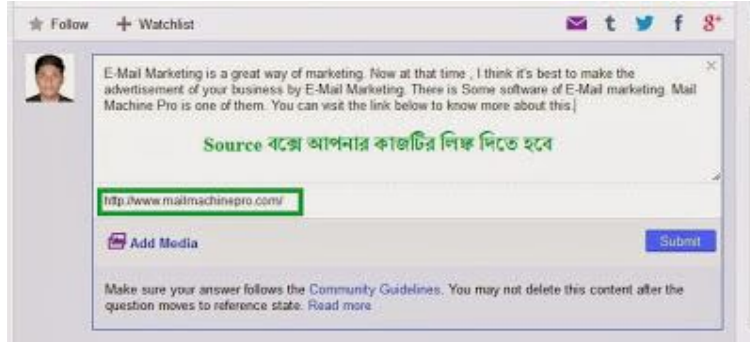 Follow + Watchlist t f 8+
E-Mail Marketing is a great way of marketing. Now at that time , I think it's best to make the
advertisement of your business by E-Mail Marketing. There is Some software of E-Mail marketing. Mail
Machine Pro is one of them. You can visit the link below to know more about this.
Source বক্সে আপনার কাজটির লিঙ্ক দিতে হবে
http://www.mailmachinepro.com/
Add Media Submit
Make sure your answer follows the Community Guidelines. You may not delete this content after the
question moves to reference state. Read more